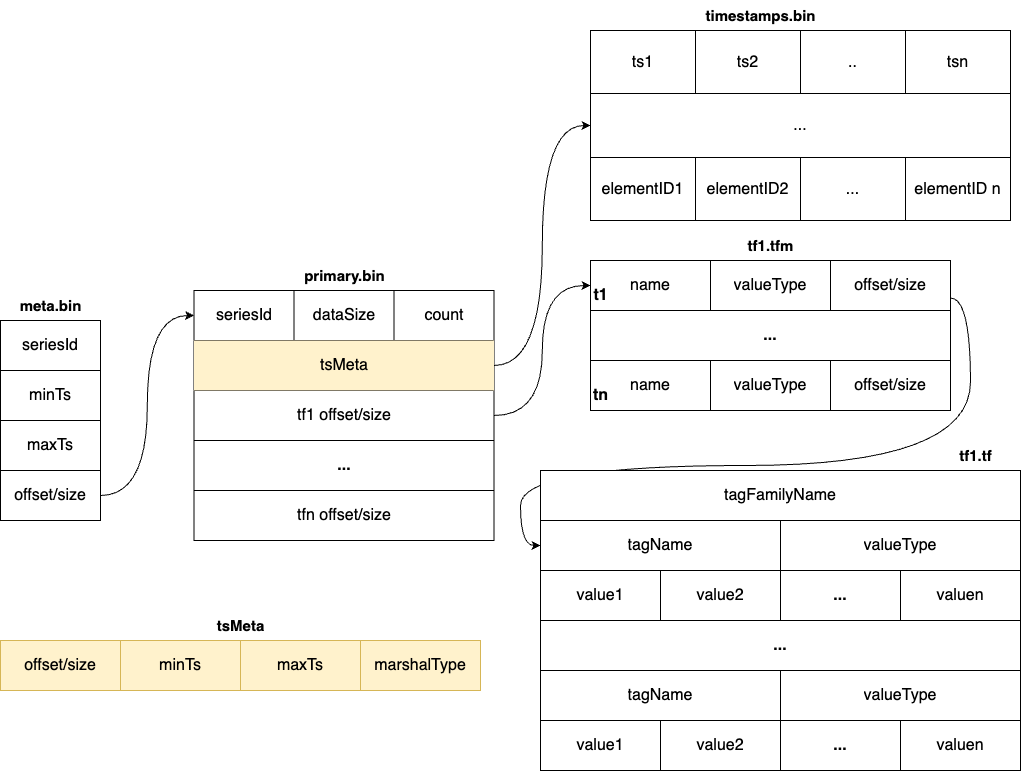 timestamps.bin
ts1 ts2 .. tsn
...
elementID1 elementID2 ... elementID n
tf1.tfm
t1 name valueType offset/size
...
tn name valueType offset/size
primary.bin
seriesId dataSize count
tsMeta
tf1 offset/size
...
tfn offset/size
meta.bin
seriesId
minTs
maxTs
offset/size
tf1.tf
tagFamilyName
tagName valueType
value1 value2 ... valuen
...
tagName valueType
value1 value2 ... valuen
tsMeta
offset/size minTs maxTs marshalType